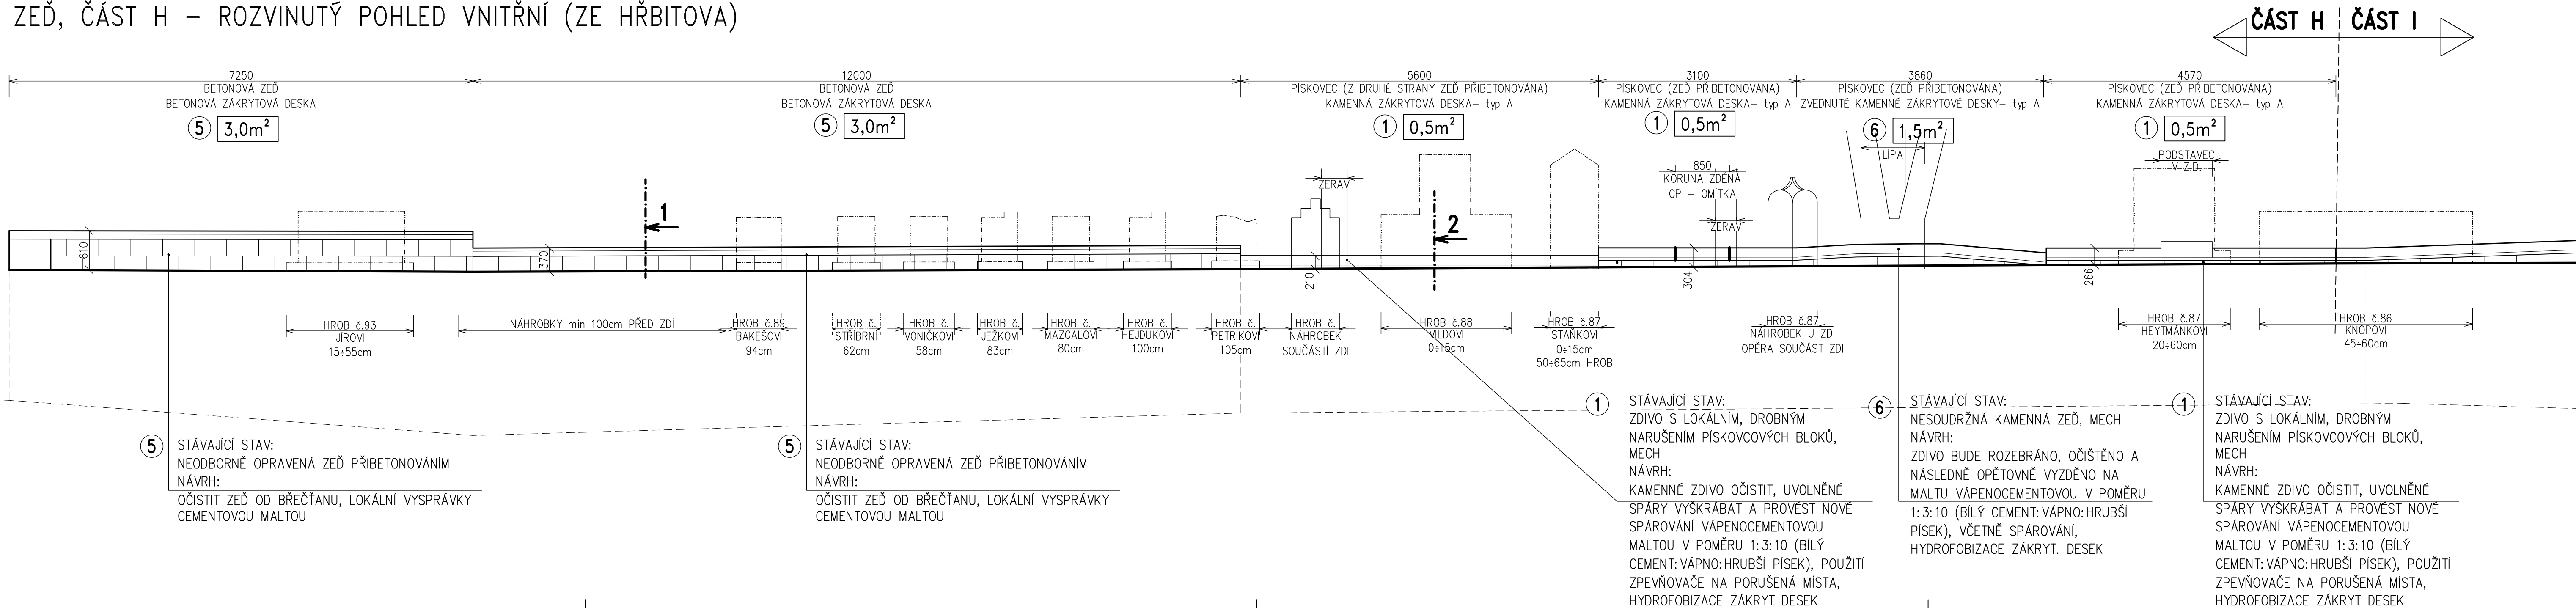 ZEĎ, ČÁST H – ROZVINUTÝ POHLED VNITŘNÍ (ZE HŘBITOVA)
ČÁST H ČÁST I
7250
BETONOVÁ ZEĎ
BETONOVÁ ZÁKRYTOVÁ DESKA
5 3,0m²
12000
BETONOVÁ ZEĎ
BETONOVÁ ZÁKRYTOVÁ DESKA
5 3,0m²
5600
PÍSKOVEC (Z DRUHÉ STRANY ZEĎ PŘIBETONOVÁNA)
KAMENNÁ ZÁKRYTOVÁ DESKA– typ A
1 0,5m²
3100
PÍSKOVEC (ZEĎ PŘIBETONOVÁNA)
KAMENNÁ ZÁKRYTOVÁ DESKA– typ A
1 0,5m²
3860
PÍSKOVEC (ZEĎ PŘIBETONOVÁNA)
ZVEDNUTÉ KAMENNÉ ZÁKRYTOVÉ DESKY– typ A
6 1,5m²
4570
PÍSKOVEC (ZEĎ PŘIBETONOVÁNA)
KAMENNÁ ZÁKRYTOVÁ DESKA– typ A
1 0,5m²
ZERAV
850
KORUNA ZDĚNÁ
CP + OMÍTKA
ZERAV
LÍPA
PODSTAVEC
V Z.D.
1
2
610
370
210
304
266
HROB č.93
JÍROVI
15÷55cm
NÁHROBKY min 100cm PŘED ZDÍ
HROB č.89
BAKEŠOVI
94cm
HROB č.
STŘÍBRNÍ
62cm
HROB č.
VONIČKOVI
58cm
HROB č.
JEŽKOVI
83cm
HROB č.
MAZGALOVI
80cm
HROB č.
HEJDUKOVI
100cm
HROB č.
PETŘÍKOVI
105cm
HROB č.
NÁHROBEK
SOUČÁSTÍ ZDI
HROB č.88
VILDOVI
0÷15cm
HROB č.87
STAŇKOVI
0÷15cm
50÷65cm HROB
HROB č.87
NÁHROBEK U ZDI
OPĚRA SOUČÁST ZDI
HROB č.87
HEYTMÁNKOVI
20÷60cm
HROB č.86
KNOPOVI
45÷60cm
5 STÁVAJÍCÍ STAV:
NEODBORNĚ OPRAVENÁ ZEĎ PŘIBETONOVÁNÍM
NÁVRH:
OČISTIT ZEĎ OD BŘEČŤANU, LOKÁLNÍ VYSPRÁVKY
CEMENTOVOU MALTOU
5 STÁVAJÍCÍ STAV:
NEODBORNĚ OPRAVENÁ ZEĎ PŘIBETONOVÁNÍM
NÁVRH:
OČISTIT ZEĎ OD BŘEČŤANU, LOKÁLNÍ VYSPRÁVKY
CEMENTOVOU MALTOU
1 STÁVAJÍCÍ STAV:
ZDIVO S LOKÁLNÍM, DROBNÝM
NARUŠENÍM PÍSKOVCOVÝCH BLOKŮ,
MECH
NÁVRH:
KAMENNÉ ZDIVO OČISTIT, UVOLNĚNÉ
SPÁRY VYŠKRÁBAT A PROVÉST NOVÉ
SPÁROVÁNÍ VÁPENOCEMENTOVOU
MALTOU V POMĚRU 1:3:10 (BÍLÝ
CEMENT:VÁPNO:HRUBŠÍ PÍSEK), POUŽITÍ
ZPEVŇOVAČE NA PORUŠENÁ MÍSTA,
HYDROFOBIZACE ZÁKRYT DESEK
6 STÁVAJÍCÍ STAV:
NESOUDRŽNÁ KAMENNÁ ZEĎ, MECH
NÁVRH:
ZDIVO BUDE ROZEBRÁNO, OČIŠTĚNO A
NÁSLEDNĚ OPĚTOVNĚ VYZDĚNO NA
MALTU VÁPENOCEMENTOVOU V POMĚRU
1:3:10 (BÍLÝ CEMENT:VÁPNO:HRUBŠÍ
PÍSEK), VČETNĚ SPÁROVÁNÍ,
HYDROFOBIZACE ZÁKRYT. DESEK
1 STÁVAJÍCÍ STAV:
ZDIVO S LOKÁLNÍM, DROBNÝM
NARUŠENÍM PÍSKOVCOVÝCH BLOKŮ,
MECH
NÁVRH:
KAMENNÉ ZDIVO OČISTIT, UVOLNĚNÉ
SPÁRY VYŠKRÁBAT A PROVÉST NOVÉ
SPÁROVÁNÍ VÁPENOCEMENTOVOU
MALTOU V POMĚRU 1:3:10 (BÍLÝ
CEMENT:VÁPNO:HRUBŠÍ PÍSEK), POUŽITÍ
ZPEVŇOVAČE NA PORUŠENÁ MÍSTA,
HYDROFOBIZACE ZÁKRYT DESEK